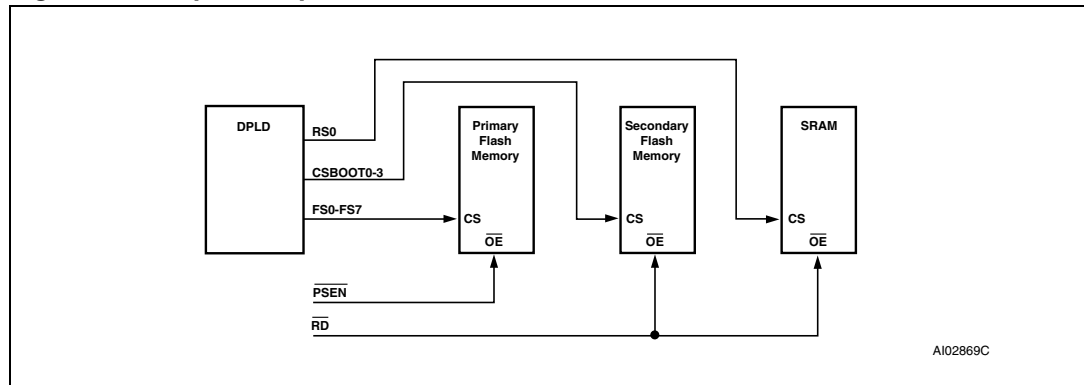 DPLD
RS0
CSBOOT0-3
FS0-FS7
Primary
Flash
Memory
CS
OE
Secondary
Flash
Memory
CS
OE
SRAM
CS
OE
PSEN
RD
AI02869C